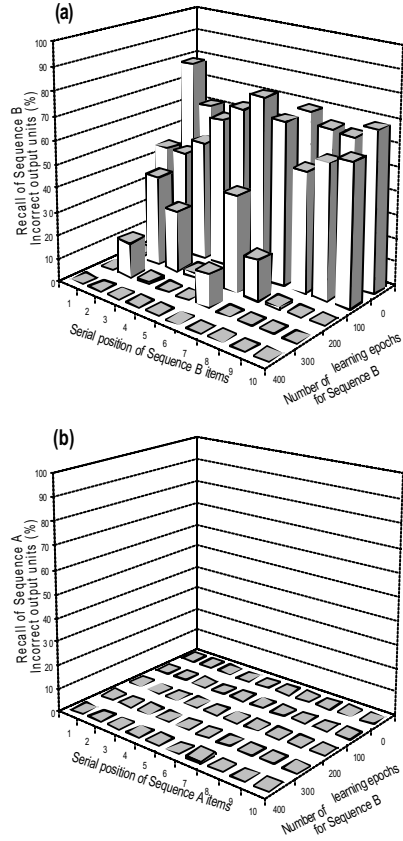 (a)
100
90
80
70
60
50
40
30
20
10
0
Recall of Sequence B
Incorrect output units (%)
1 2 3 4 5 6 7 8 9 10
Serial position of Sequence B items
400 300 200 100 0
Number of learning epochs
for Sequence B
(b)
100
90
80
70
60
50
40
30
20
10
0
Recall of Sequence A
Incorrect output units (%)
1 2 3 4 5 6 7 8 9 10
Serial position of Sequence A items
400 300 200 100 0
Number of learning epochs
for Sequence B